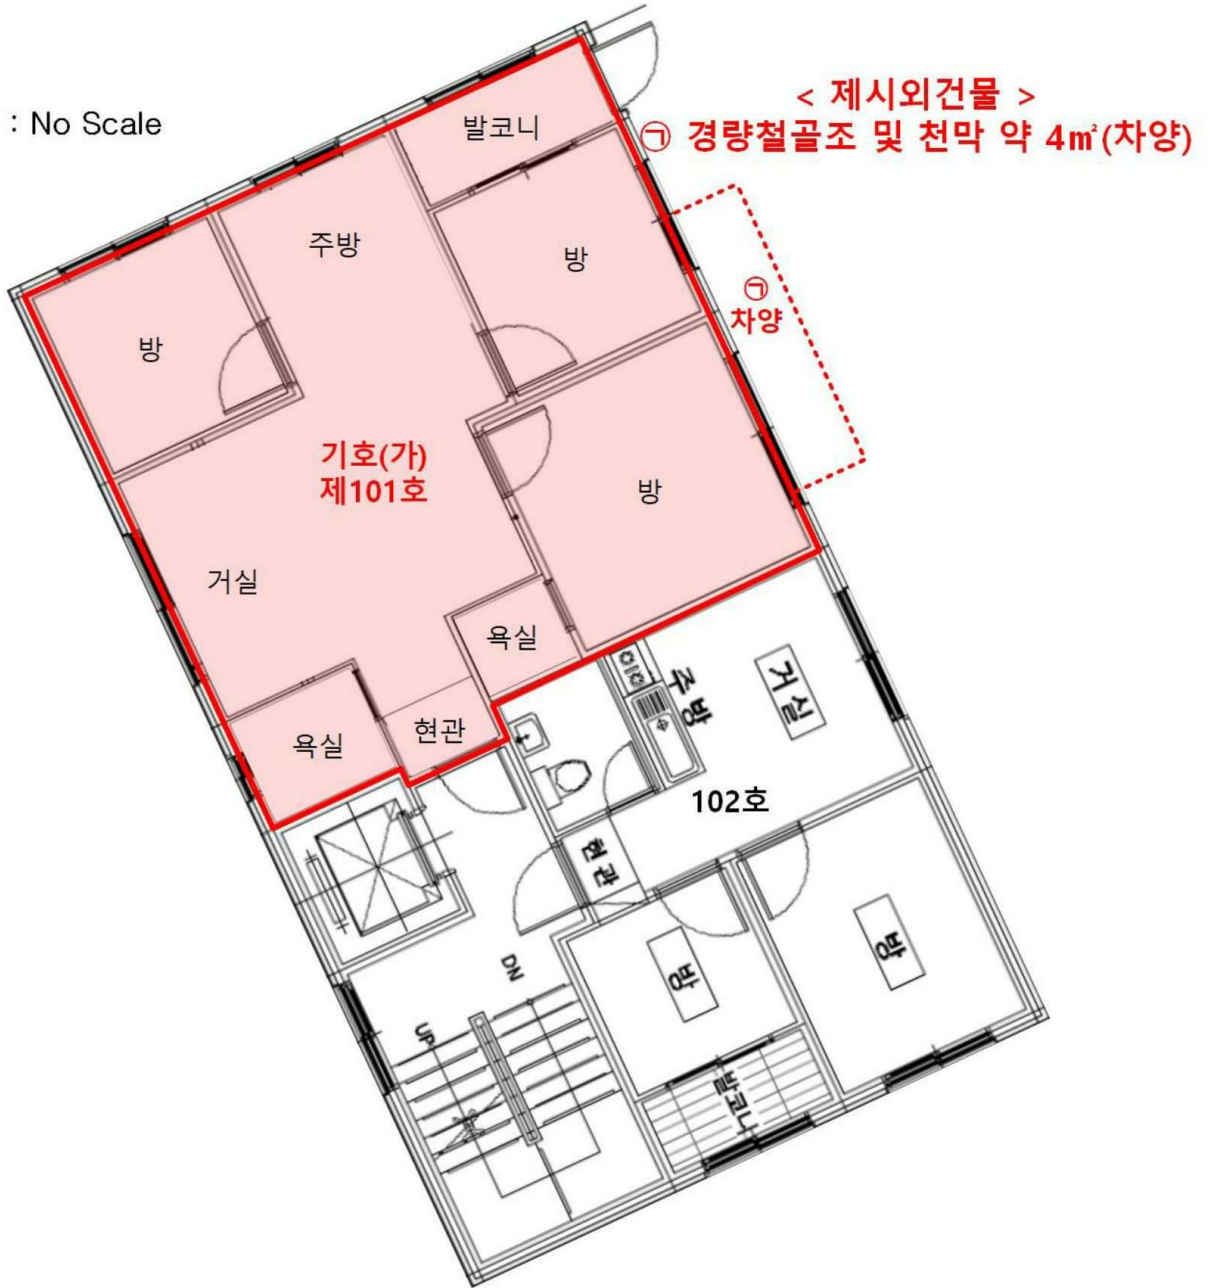 : No Scale
< 제시외건물 >
㉠ 경량철골조 및 천막 약 4㎡(차양)
발코니
주방
방
방
㉠
차양
기호(가)
제101호
방
거실
욕실
욕실
현관
주방
거실
102호
현관
방
방
DN
UP
발코니